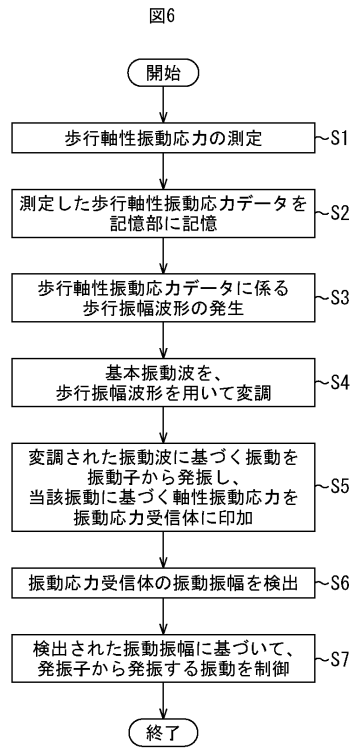 図6
開始
歩行軸性振動応力の測定
~S1
測定した歩行軸性振動応力データを
記憶部に記憶
~S2
歩行軸性振動応力データに係る
歩行振幅波形の発生
~S3
基本振動波を、
歩行振幅波形を用いて変調
~S4
変調された振動波に基づく振動を
振動子から発振し、
当該振動に基づく軸性振動応力を
振動応力受信体に印加
~S5
振動応力受信体の振動振幅を検出
~S6
検出された振動振幅に基づいて、
発振子から発振する振動を制御
~S7
終了